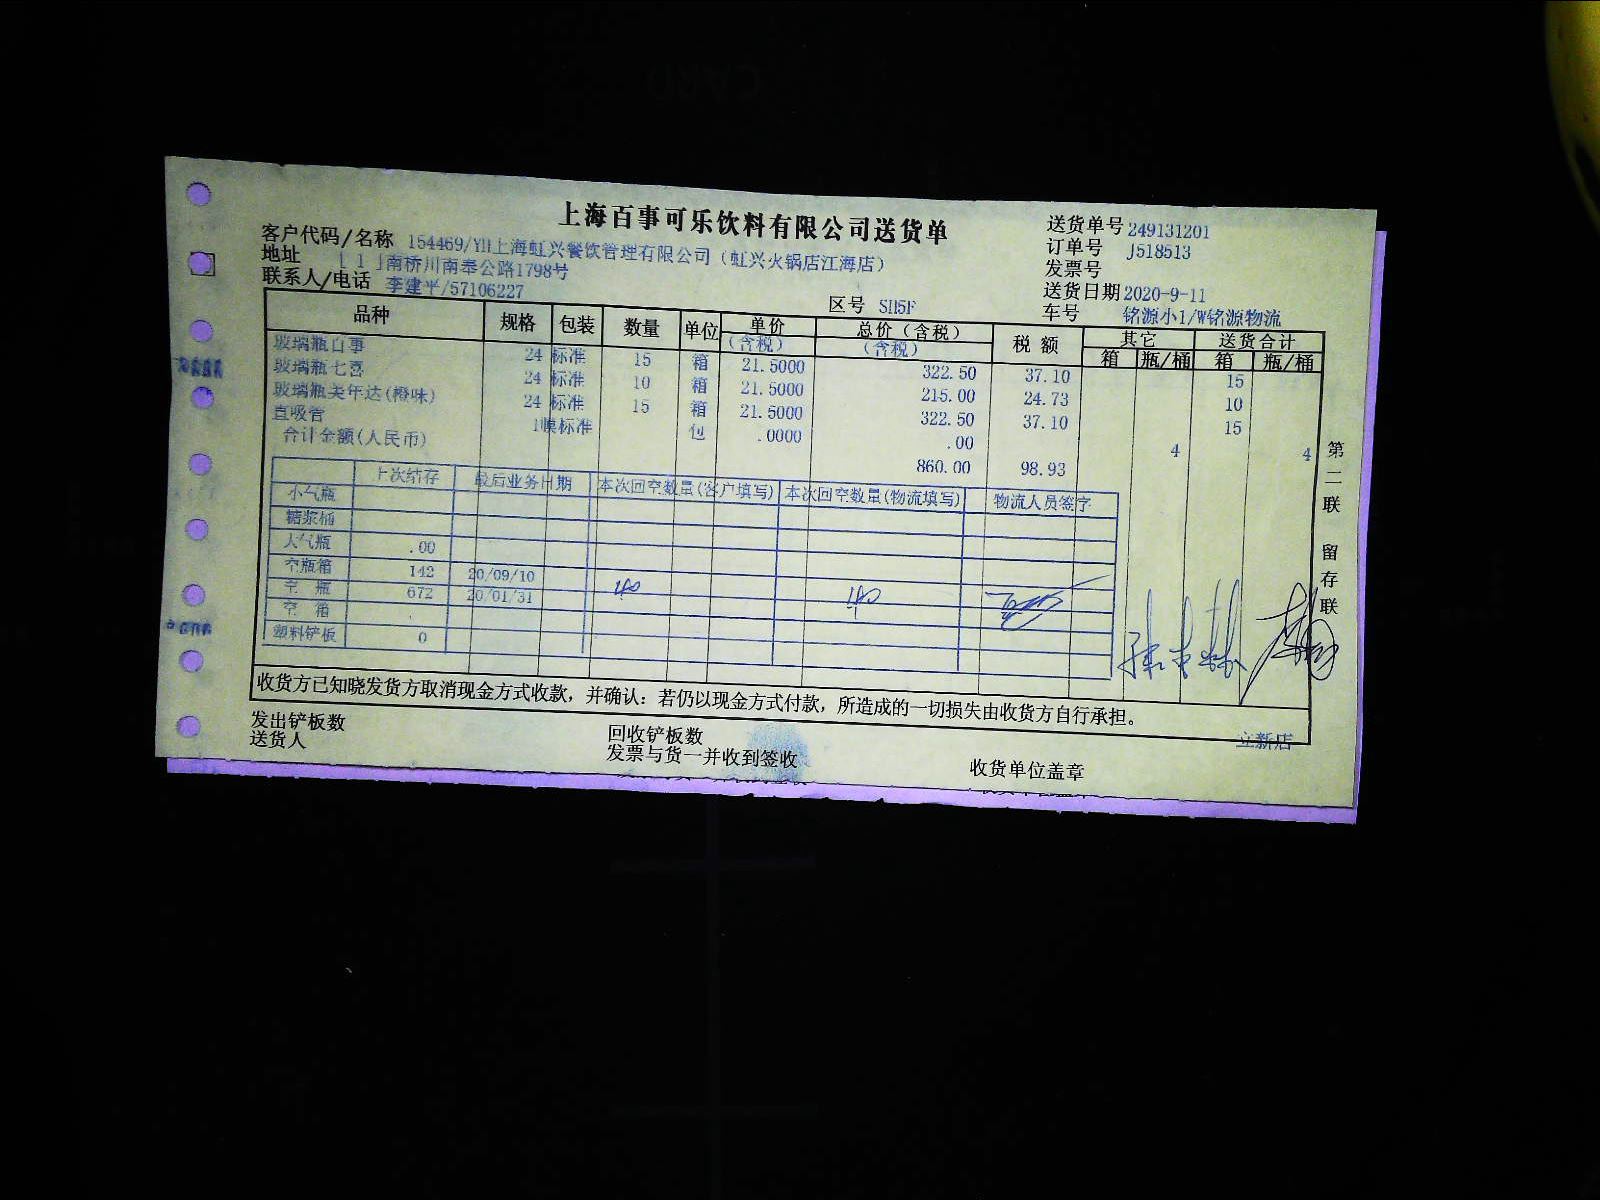 上海百事可乐饮料有限公司送货单
送货单号 249131201
客户代码/名称 154469/YH上海虹兴餐饮管理有限公司（虹兴火锅店江海店）
订单号 J518513
地址 [ 1 ]南桥川南奉公路1798号
发票号
联系人/电话 李建平/57106227
送货日期 2020-9-11
区号 SH5F
车号 铭源小1/W铭源物流
品种 规格 包装 数量 单位 单价（含税） 总价（含税） 税额 其它 送货合计
(含税) (含税) 箱 瓶/桶 箱 瓶/桶
玻璃瓶百事 24 标准 15 箱 21.5000 322.50 37.10 15
玻璃瓶七喜 24 标准 10 箱 21.5000 215.00 24.73 10
玻璃瓶美年达(橙味) 24 标准 15 箱 21.5000 322.50 37.10 15
直吸管 1膜标准 包 .0000 .00 4 4
合计金额(人民币) 860.00 98.93
上次结存 最后业务日期 本次回空数量(客户填写) 本次回空数量(物流填写) 物流人员签字
小气瓶
糖浆桶
大气瓶 .00
空瓶箱 142 20/09/10
空 瓶 672 20/01/31
空 箱
塑料铲板 0
第二联 留存联
收货方已知晓发货方取消现金方式收款，并确认：若仍以现金方式付款，所造成的一切损失由收货方自行承担。
发出铲板数 回收铲板数 立新店
送货人 发票与货一并收到签收 收货单位盖章